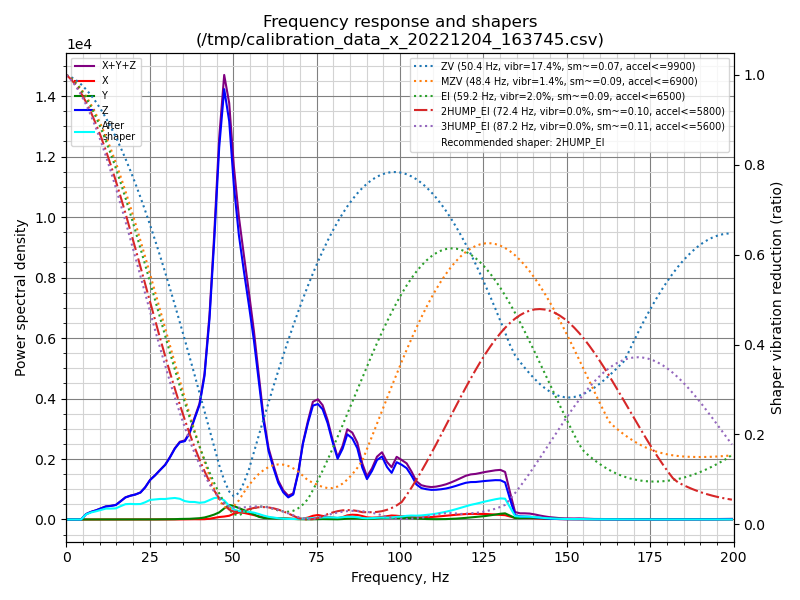 Frequency response and shapers
(/tmp/calibration_data_x_20221204_163745.csv)
1e4
X+Y+Z
X
Y
Z
After
shaper
ZV (50.4 Hz, vibr=17.4%, sm~=0.07, accel<=9900)
MZV (48.4 Hz, vibr=1.4%, sm~=0.09, accel<=6900)
EI (59.2 Hz, vibr=2.0%, sm~=0.09, accel<=6500)
2HUMP_EI (72.4 Hz, vibr=0.0%, sm~=0.10, accel<=5800)
3HUMP_EI (87.2 Hz, vibr=0.0%, sm~=0.11, accel<=5600)
Recommended shaper: 2HUMP_EI
Power spectral density
1.4
1.2
1.0
0.8
0.6
0.4
0.2
0.0
1.0
0.8
0.6
0.4
0.2
0.0
Shaper vibration reduction (ratio)
0 25 50 75 100 125 150 175 200
Frequency, Hz